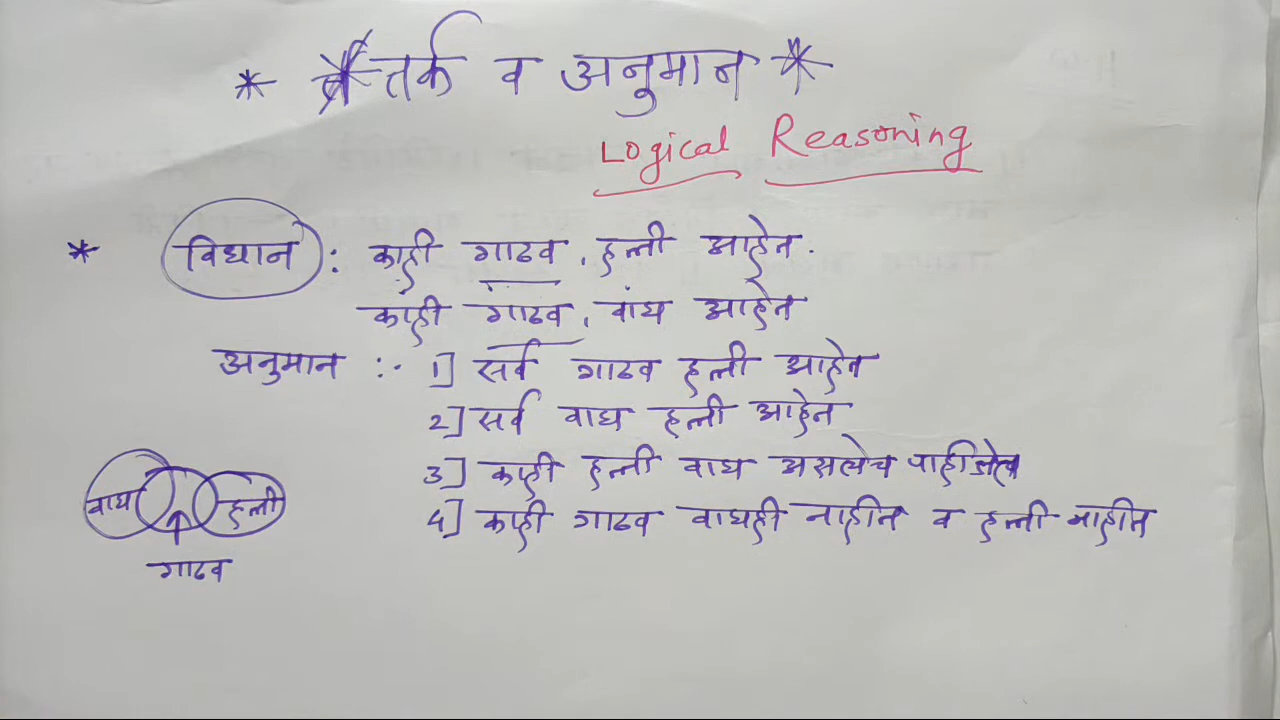 * तर्क व अनुमान *
Logical Reasoning
* विधान : काही गाढव, हत्ती आहेत.
काही गाढव, वाघ आहेत
अनुमान :- 1] सर्व गाढव हत्ती आहेत
2] सर्व वाघ हत्ती आहेत
3] काही हत्ती वाघ असलेच पाहीजेत
4] काही गाढव वाघही नाहीत व हत्ती नाहीत
वाघ हत्ती
गाढव